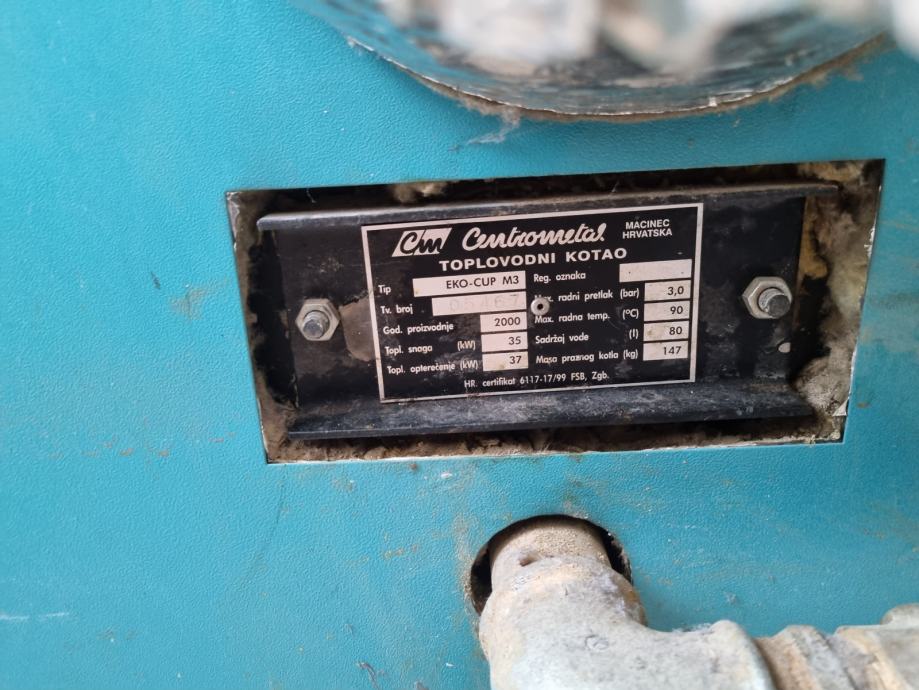 Cm Centrometal MACINEC
HRVATSKA
TOPLOVODNI KOTAO
Tip EKO-CUP M3 Reg. oznaka
Tv. broj radni pretlak (bar) 3,0
God. proizvodnje 2000 Max. radna temp. (°C) 90
Topl. snaga (kW) 35 Sadržaj vode (l) 80
Topl. opterećenje (kW) 37 Masa praznog kotla (kg) 147
HR. certifikat 6117-17/99 FSB, Zgb.